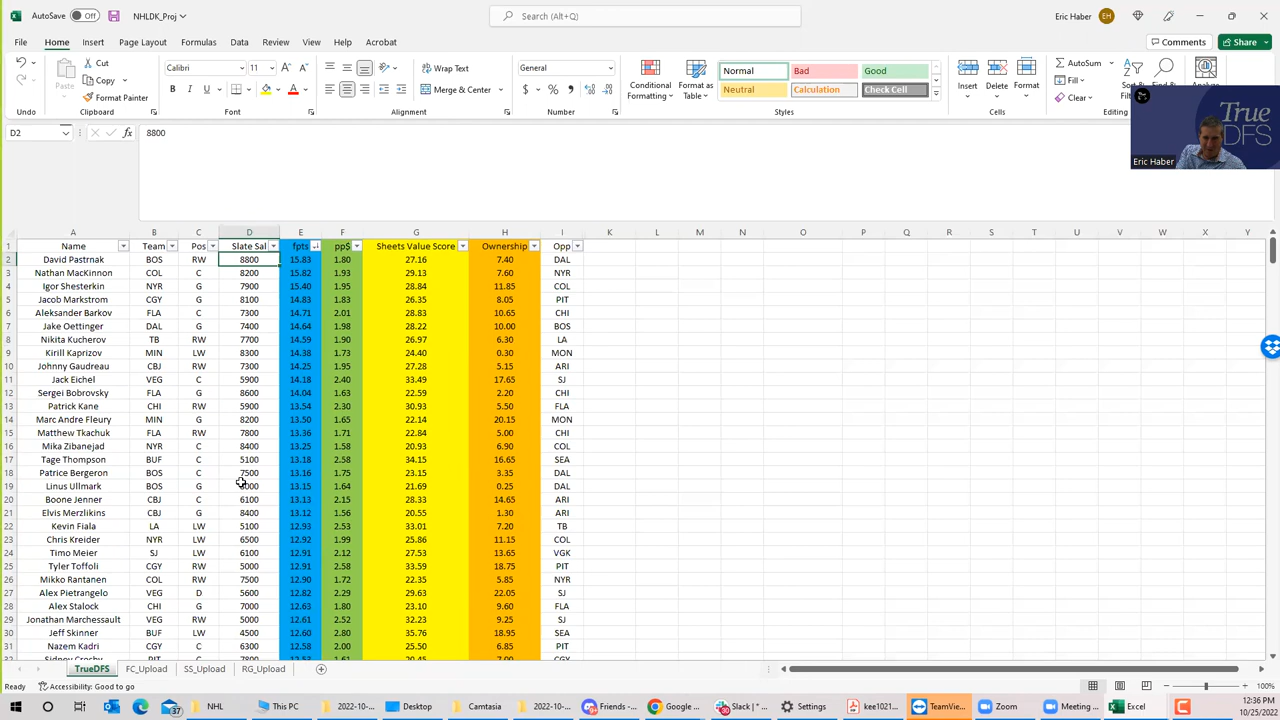 AutoSave Off NHLDK_Proj Search (Alt+Q) Eric Haber EH
File Home Insert Page Layout Formulas Data Review View Help Acrobat Comments Share
Cut Copy Format Painter Paste Calibri 11 Wrap Text Merge & Center General Conditional Formatting Format as Table Normal Bad Good Neutral Calculation Check Cell Insert Delete Format AutoSum Fill Clear
Undo Clipboard Font Alignment Number Styles Cells Editing
True DFS
Eric Haber
D2 fx 8800
A B C D E F G H I K L M N O P Q R S T U V W X Y
1 Name Team Pos Slate Sal fpts pp$ Sheets Value Score Ownership Opp
2 David Pastrnak BOS RW 8800 15.83 1.80 27.16 7.40 DAL
3 Nathan MacKinnon COL C 8200 15.82 1.93 29.13 7.60 NYR
4 Igor Shesterkin NYR G 7900 15.40 1.95 28.84 11.85 COL
5 Jacob Markstrom CGY G 8100 14.83 1.83 26.35 8.05 PIT
6 Aleksander Barkov FLA C 7300 14.71 2.01 28.83 10.65 CHI
7 Jake Oettinger DAL G 7400 14.64 1.98 28.22 10.00 BOS
8 Nikita Kucherov TB RW 7700 14.59 1.90 26.97 6.30 LA
9 Kirill Kaprizov MIN LW 8300 14.38 1.73 24.40 0.30 MON
10 Johnny Gaudreau CBJ RW 7300 14.25 1.95 27.28 5.15 ARI
11 Jack Eichel VEG C 5900 14.18 2.40 33.49 17.65 SJ
12 Sergei Bobrovsky FLA G 8600 14.04 1.63 22.59 2.20 CHI
13 Patrick Kane CHI RW 5900 13.54 2.30 30.93 5.50 FLA
14 Marc Andre Fleury MIN G 8200 13.50 1.65 22.14 20.15 MON
15 Matthew Tkachuk FLA RW 7800 13.36 1.71 22.84 5.00 CHI
16 Mika Zibanejad NYR C 8400 13.25 1.58 20.93 6.90 COL
17 Tage Thompson BUF C 5100 13.18 2.58 34.15 16.65 SEA
18 Patrice Bergeron BOS C 7500 13.16 1.75 23.15 3.35 DAL
19 Linus Ullmark BOS G 13.15 1.64 21.69 0.25 DAL
20 Boone Jenner CBJ C 6100 13.13 2.15 28.33 14.65 ARI
21 Elvis Merzlikins CBJ G 8400 13.12 1.56 20.55 1.30 ARI
22 Kevin Fiala LA LW 5100 12.93 2.53 33.01 7.20 TB
23 Chris Kreider NYR LW 6500 12.92 1.99 25.86 11.15 COL
24 Timo Meier SJ LW 6100 12.91 2.12 27.53 13.65 VGK
25 Tyler Toffoli CGY RW 5000 12.91 2.58 33.59 18.75 PIT
26 Mikko Rantanen COL RW 7500 12.90 1.72 22.35 5.85 NYR
27 Alex Pietrangelo VEG D 5600 12.82 2.29 29.63 22.05 SJ
28 Alex Stalock CHI G 7000 12.63 1.80 23.10 9.60 FLA
29 Jonathan Marchessault VEG RW 5000 12.61 2.52 32.23 9.25 SJ
30 Jeff Skinner BUF LW 4500 12.60 2.80 35.76 18.95 SEA
31 Nazem Kadri CGY C 6300 12.58 2.00 25.50 6.85 PIT
Sidney Crosby PIT C 7800 12.53 1.61 20.45 7.00 CGY
TrueDFS FC_Upload SS_Upload RG_Upload
Ready Accessibility: Good to go 100%
37 NHL This PC 2022-10-... Desktop Camtasia 2022-10-... Friends -... Google ... Slack | * ... Settings kee1021... TeamView... Zoom Meeting ... Excel 12:36 PM
10/25/2022